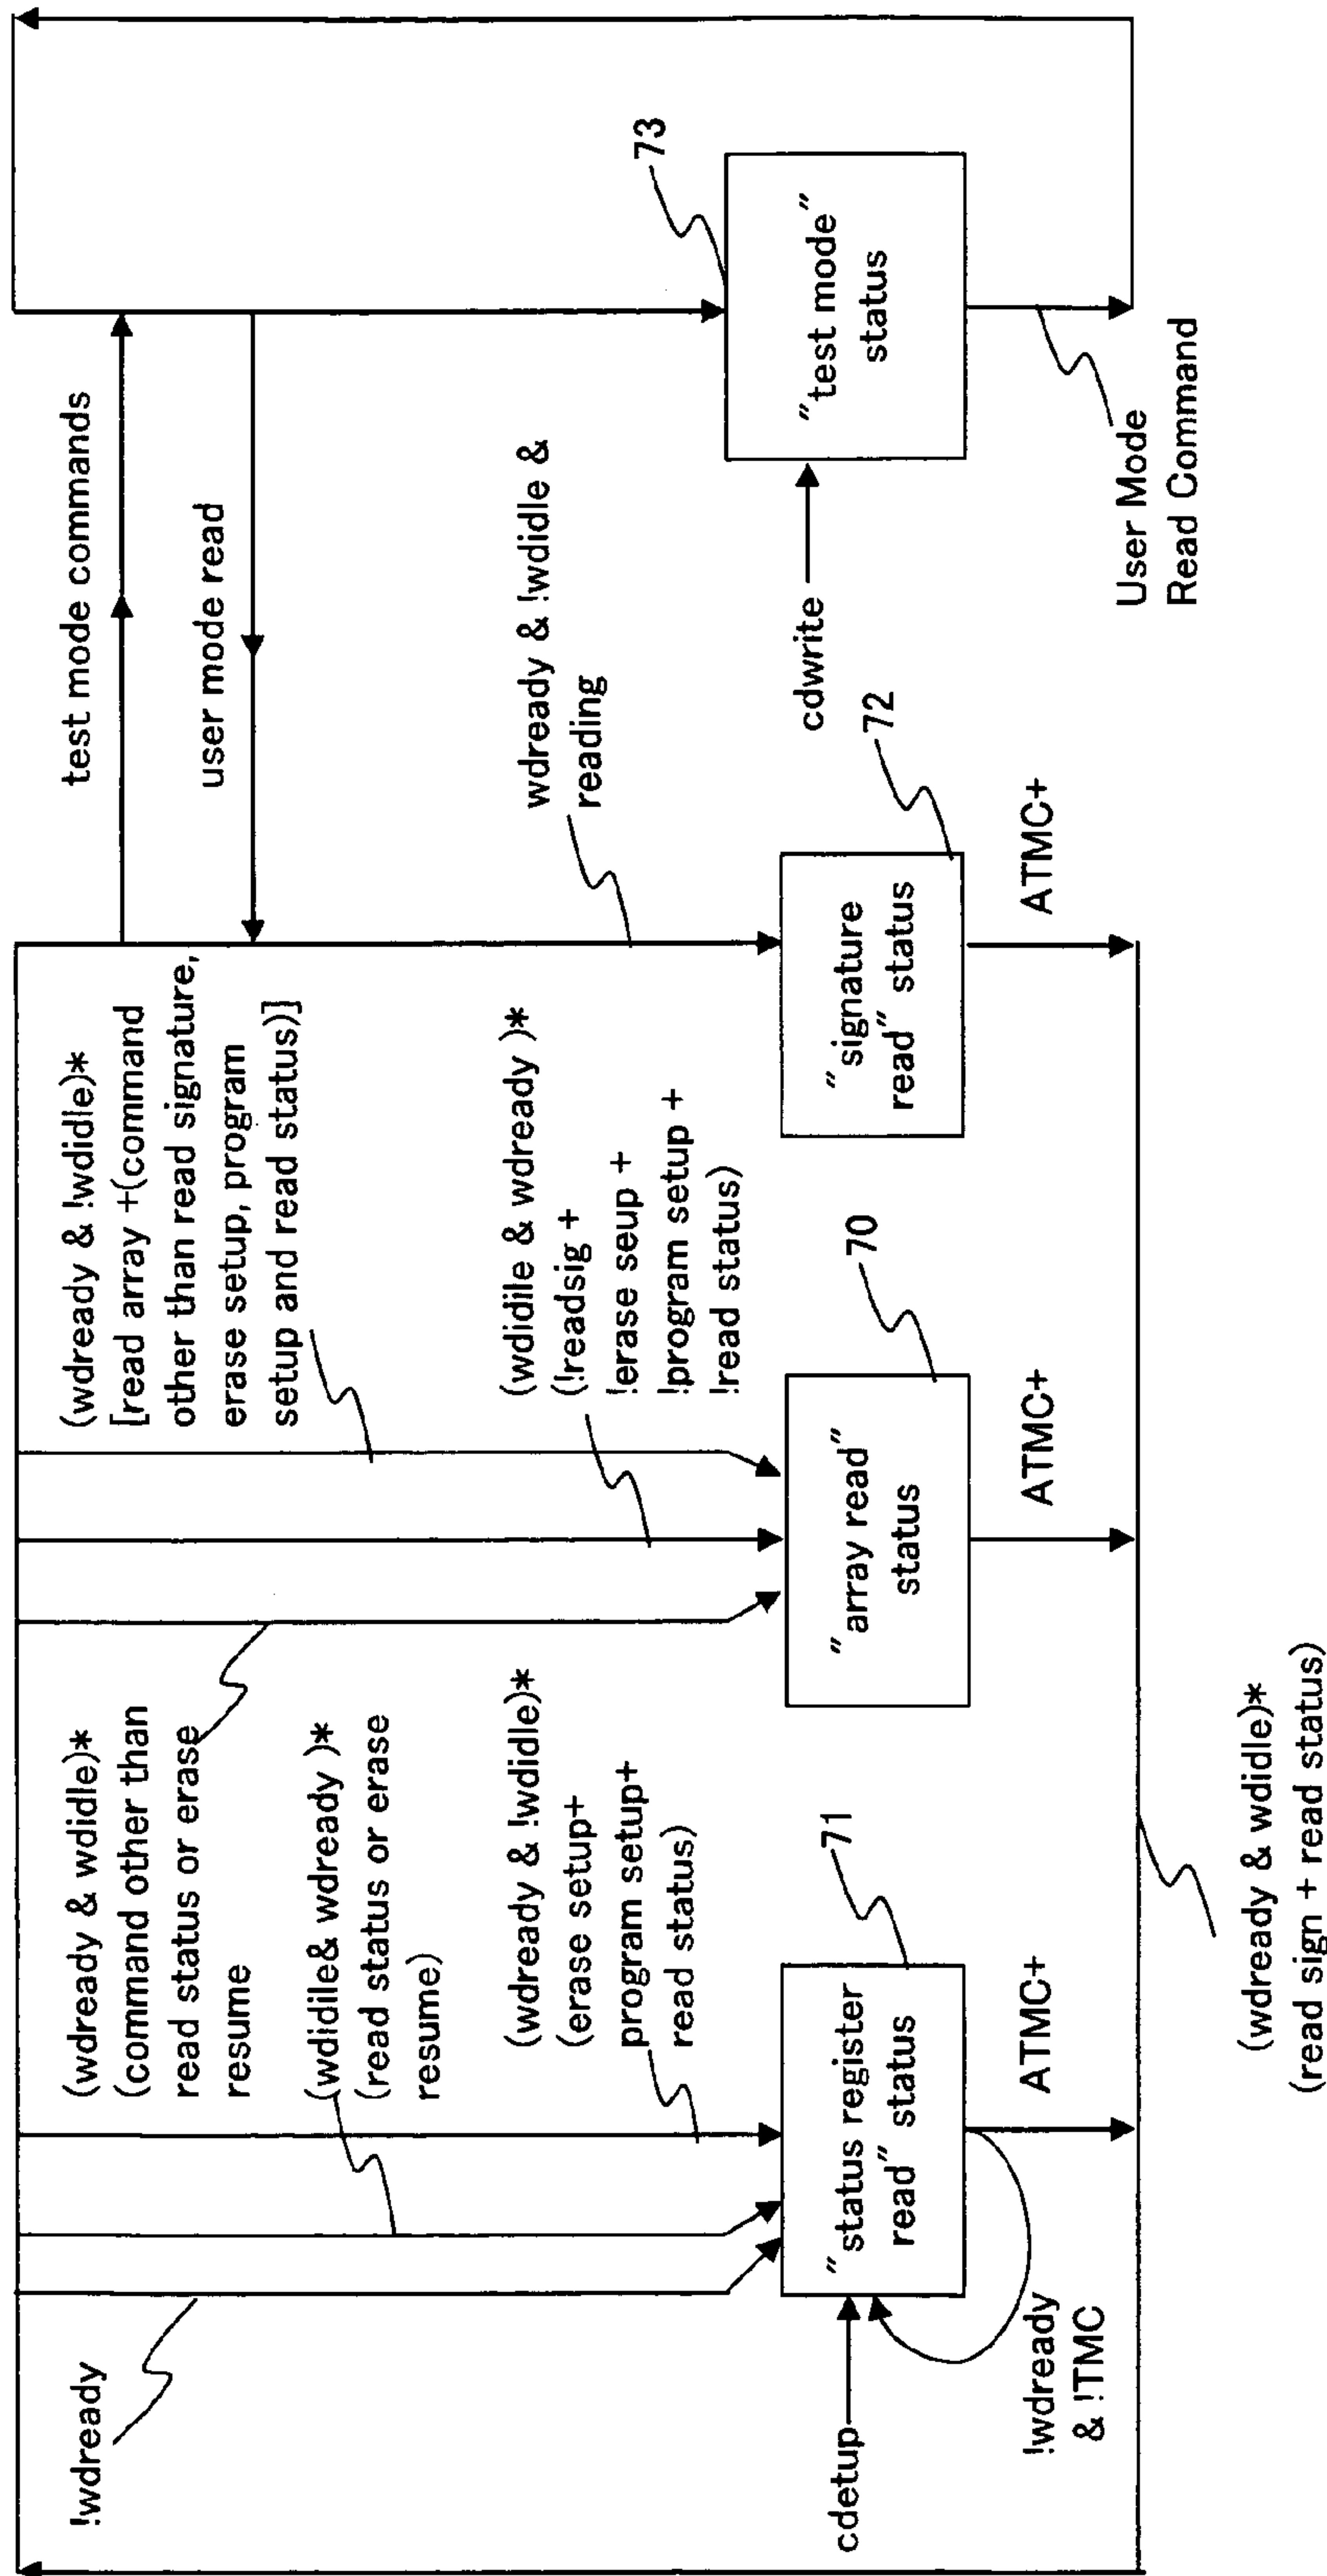 test mode commands
user mode read
!wdready
(wdready & wdidle)*
(command other than
read status or erase
resume
(wdidile& wdready )*
(read status or erase
resume)
(wdready & !wdidle)*
(erase setup+
program setup+
read status)
(wdready & !wdidle)*
[read array +(command
other than read signature,
erase setup, program
setup and read status)]
(wdidile & wdready )*
(!readsig +
!erase seup +
!program setup +
!read status)
wdready & !wdidle &
reading
cdetup
71
"status register
read" status
70
"array read"
status
72
"signature
read" status
cdwrite
73
"test mode"
status
!wdready
& !TMC
ATMC+
ATMC+
ATMC+
User Mode
Read Command
(wdready & wdidle)*
(read sign + read status)